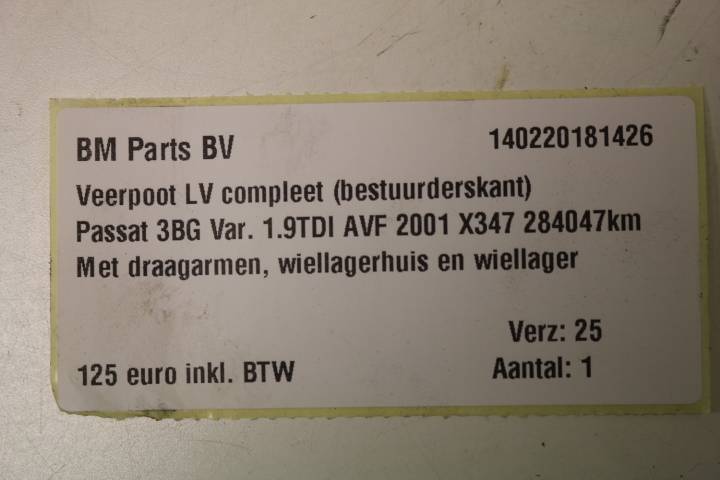 BM Parts BV 140220181426
Veerpoot LV compleet (bestuurderskant)
Passat 3BG Var. 1.9TDI AVF 2001 X347 284047km
Met draagarmen, wiellagerhuis en wiellager
Verz: 25
125 euro inkl. BTW Aantal: 1